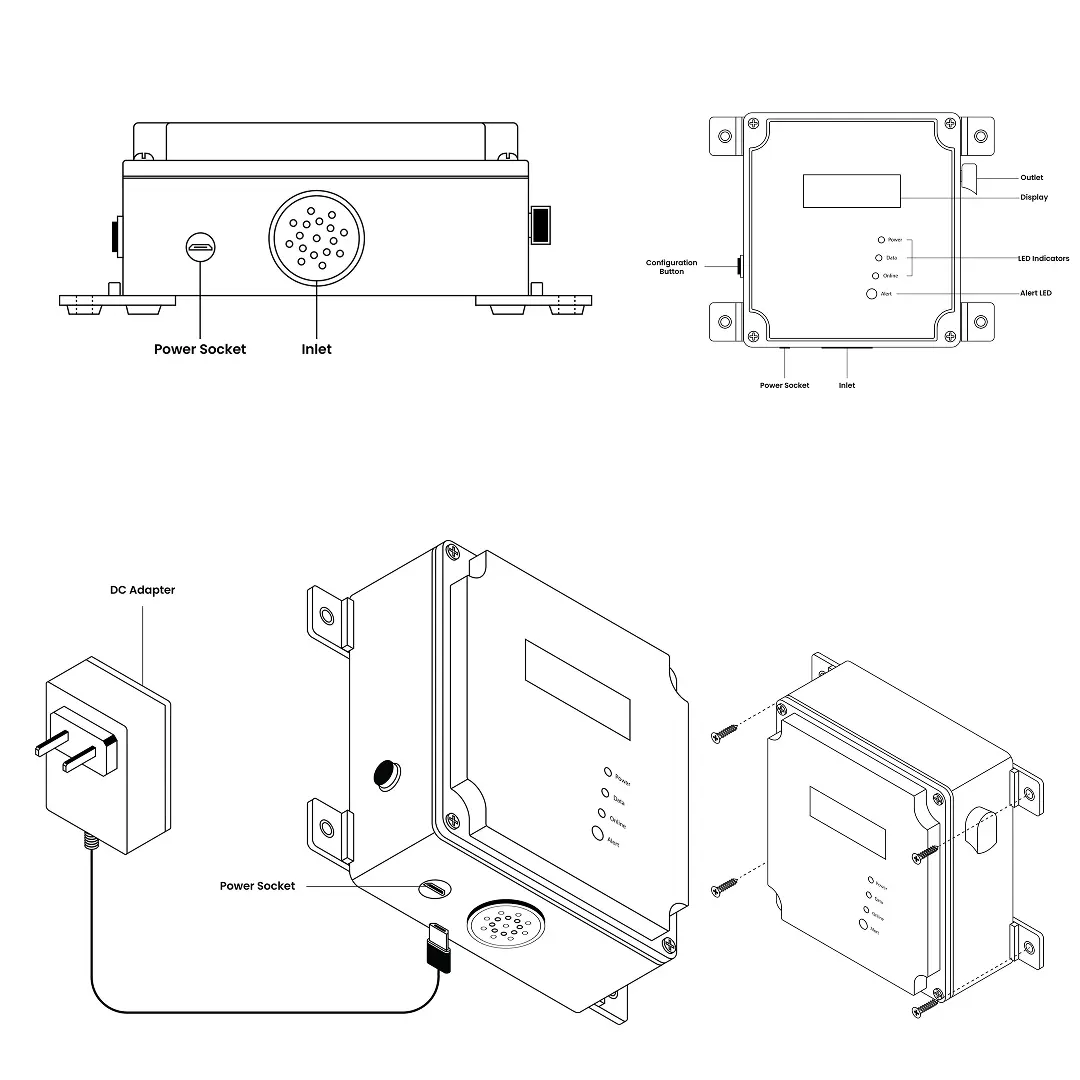 Power Socket
Inlet
Outlet
Display
Power
Data
Online
Alert
LED Indicators
Alert LED
Configuration
Button
Power Socket
Inlet
DC Adapter
Power
Data
Online
Alert
Power Socket
Power
Data
Online
Alert